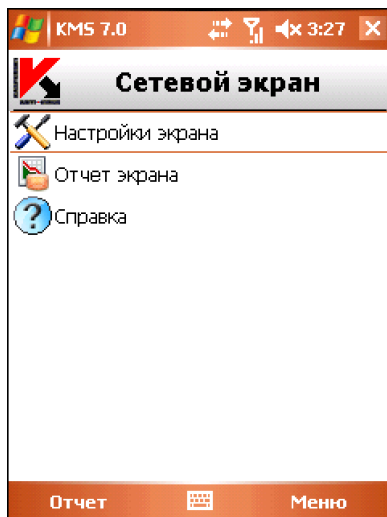 KMS 7.0 3:27
Сетевой экран
Настройки экрана
Отчет экрана
Справка
Отчет Меню